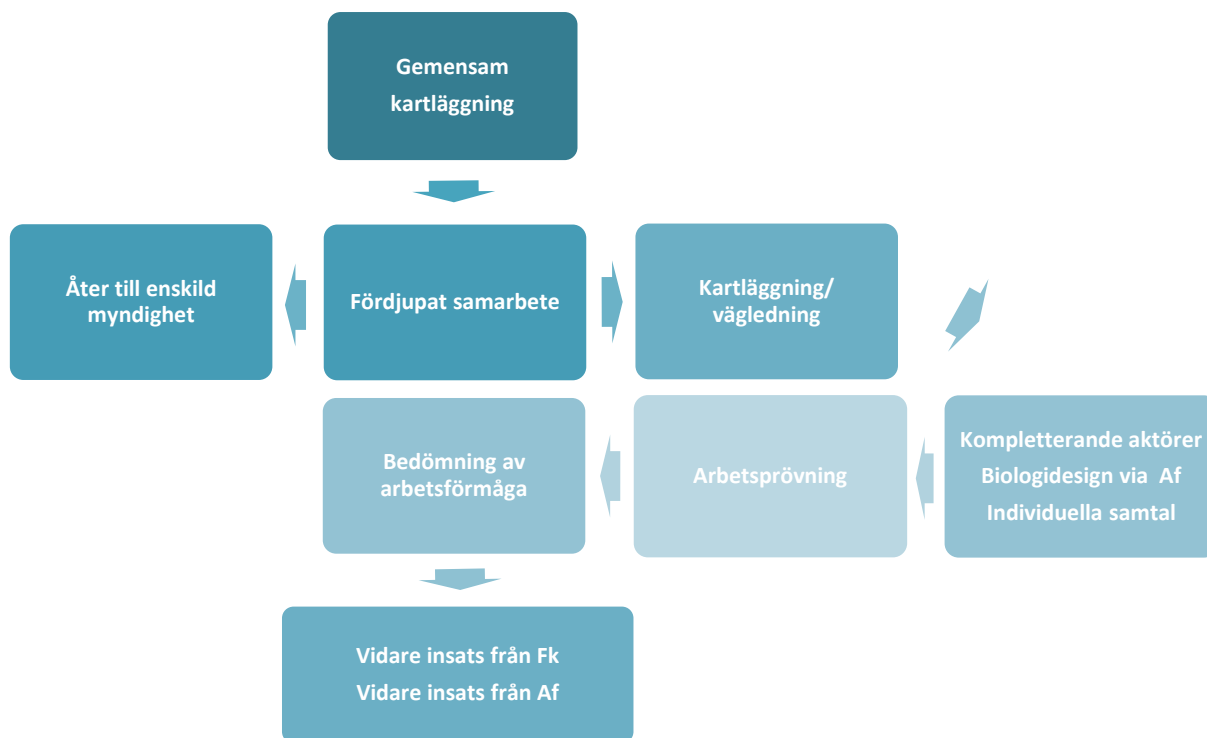 Gemensam
kartläggning
Åter till enskild
myndighet
Fördjupat samarbete
Kartläggning/
vägledning
Bedömning av
arbetsförmåga
Arbetsprövning
Kompletterande aktörer
Biologidesign via Af
Individuella samtal
Vidare insats från Fk
Vidare insats från Af